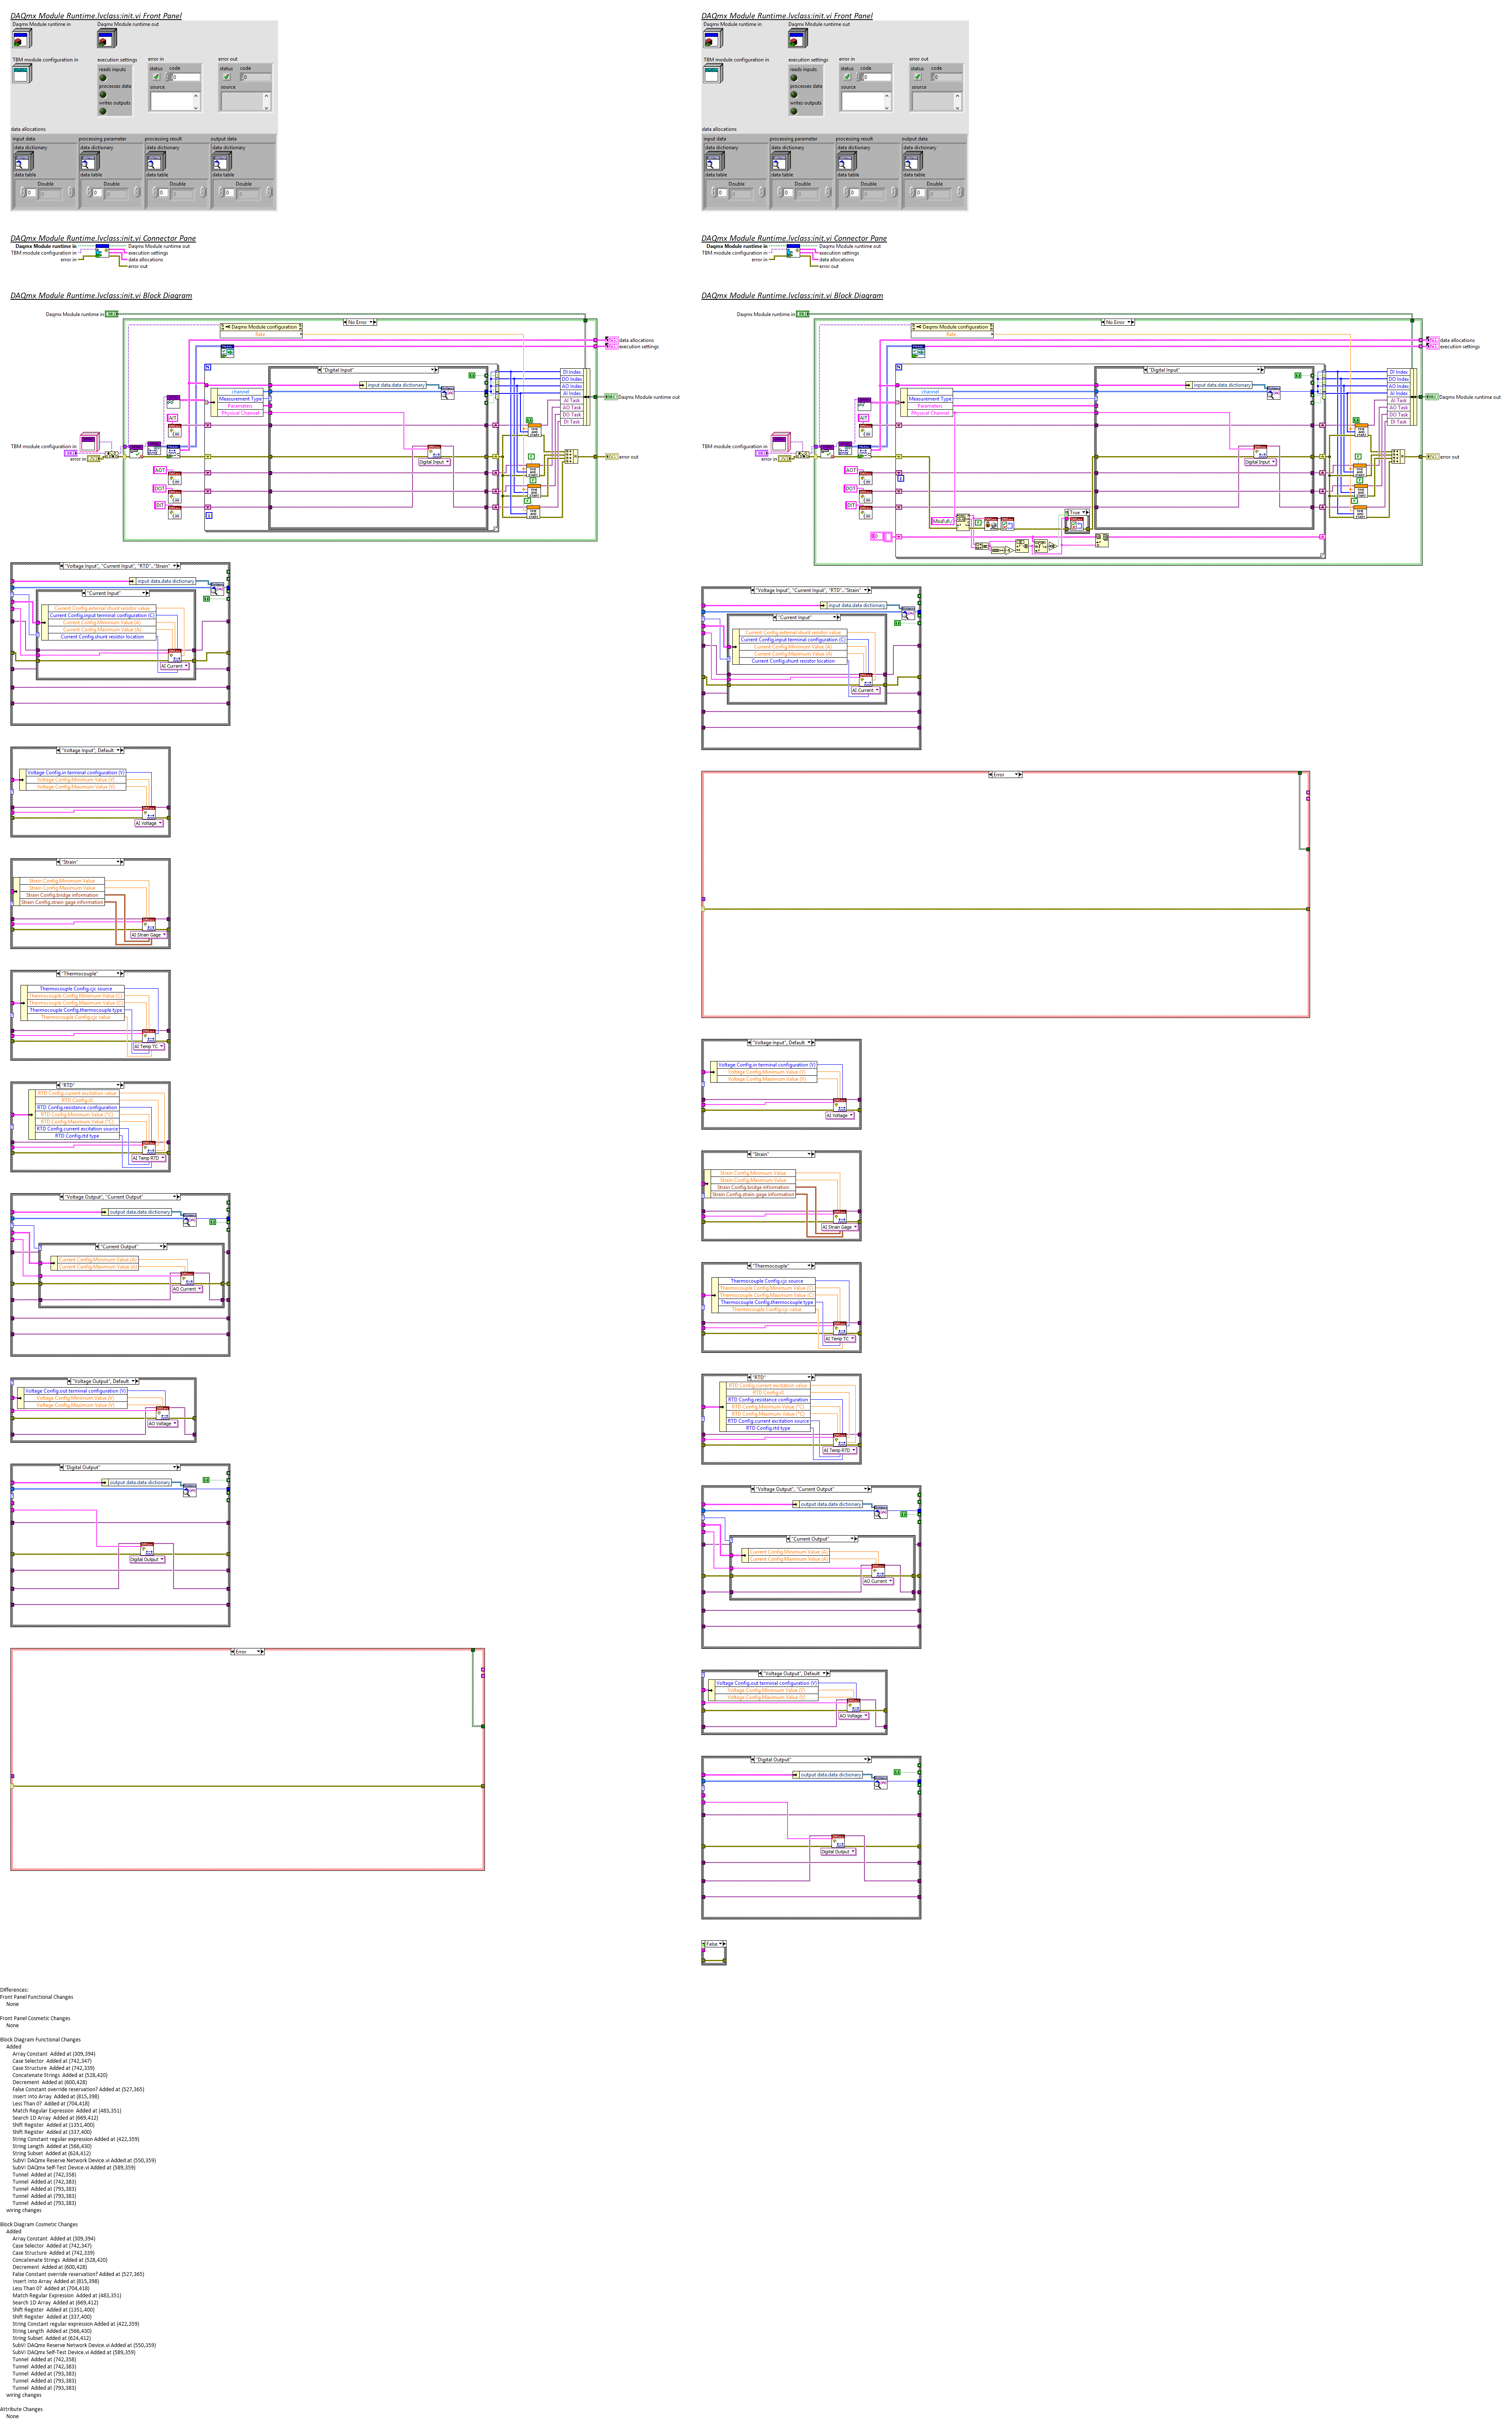 DAQmx Module Runtime.lvclass:init.vi Front Panel
Daqmx Module runtime in
Daqmx Module runtime out
TBM module configuration in
execution settings
reads inputs
processes data
writes outputs
error in
status code
0
source
error out
status code
0
source
data allocations
input data
processing parameter
processing result
output data
data dictionary
data dictionary
data dictionary
data dictionary
data table
data table
data table
data table
Double
Double
Double
Double
DAQmx Module Runtime.lvclass:init.vi Connector Pane
Daqmx Module runtime in
TBM module configuration in
error in
Daqmx Module runtime out
execution settings
data allocations
error out
DAQmx Module Runtime.lvclass:init.vi Block Diagram
Daqmx Module runtime in
No Error
Daqmx Module configuration
Rate
data allocations
execution settings
"Digital Input"
input data.data dictionary
channel
Measurement Type
Parameters
Physical Channel
DI Index
DO Index
AO Index
AI Index
AI Task
AO Task
DO Task
DI Task
Daqmx Module runtime out
AIT
TBM module configuration in
error in
Digital Input
error out
AOT
DOT
DIT
"Voltage Input", "Current Input", "RTD".."Strain"
input data.data dictionary
"Current Input"
Current Config.external shunt resistor value
Current Config.input terminal configuration (C)
Current Config.Minimum Value (A)
Current Config.Maximum Value (A)
Current Config.shunt resistor location
AI Current
"Voltage Input", Default
Voltage Config.in terminal configuration (V)
Voltage Config.Minimum Value (V)
Voltage Config.Maximum Value (V)
AI Voltage
"Strain"
Strain Config.Minimum Value
Strain Config.Maximum Value
Strain Config.bridge information
Strain Config.strain gage information
AI Strain Gage
"Thermocouple"
Thermocouple Config.cjc source
Thermocouple Config.Minimum Value (C)
Thermocouple Config.Maximum Value (C)
Thermocouple Config.thermocouple type
Thermocouple Config.cjc value
AI Temp TC
"RTD"
RTD Config.current excitation value
RTD Config.r0
RTD Config.resistance configuration
RTD Config.Minimum Value (°C)
RTD Config.Maximum Value (°C)
RTD Config.current excitation source
RTD Config.rtd type
AI Temp RTD
"Voltage Output", "Current Output"
output data.data dictionary
"Current Output"
Current Config.Minimum Value (A)
Current Config.Maximum Value (A)
AO Current
"Voltage Output", Default
Voltage Config.out terminal configuration (V)
Voltage Config.Minimum Value (V)
Voltage Config.Maximum Value (V)
AO Voltage
"Digital Output"
output data.data dictionary
Digital Output
Error
DAQmx Module Runtime.lvclass:init.vi Front Panel
Daqmx Module runtime in
Daqmx Module runtime out
TBM module configuration in
execution settings
reads inputs
processes data
writes outputs
error in
status code
0
source
error out
status code
0
source
data allocations
input data
processing parameter
processing result
output data
data dictionary
data dictionary
data dictionary
data dictionary
data table
data table
data table
data table
Double
Double
Double
Double
DAQmx Module Runtime.lvclass:init.vi Connector Pane
Daqmx Module runtime in
TBM module configuration in
error in
Daqmx Module runtime out
execution settings
data allocations
error out
DAQmx Module Runtime.lvclass:init.vi Block Diagram
Daqmx Module runtime in
No Error
Daqmx Module configuration
Rate
data allocations
execution settings
"Digital Input"
input data.data dictionary
channel
Measurement Type
Parameters
Physical Channel
DI Index
DO Index
AO Index
AI Index
AI Task
AO Task
DO Task
DI Task
Daqmx Module runtime out
AIT
TBM module configuration in
error in
Digital Input
error out
AOT
DOT
DIT
True
"Voltage Input", "Current Input", "RTD".."Strain"
input data.data dictionary
"Current Input"
Current Config.external shunt resistor value
Current Config.input terminal configuration (C)
Current Config.Minimum Value (A)
Current Config.Maximum Value (A)
Current Config.shunt resistor location
AI Current
Error
"Voltage Input", Default
Voltage Config.in terminal configuration (V)
Voltage Config.Minimum Value (V)
Voltage Config.Maximum Value (V)
AI Voltage
"Strain"
Strain Config.Minimum Value
Strain Config.Maximum Value
Strain Config.bridge information
Strain Config.strain gage information
AI Strain Gage
"Thermocouple"
Thermocouple Config.cjc source
Thermocouple Config.Minimum Value (C)
Thermocouple Config.Maximum Value (C)
Thermocouple Config.thermocouple type
Thermocouple Config.cjc value
AI Temp TC
"RTD"
RTD Config.current excitation value
RTD Config.r0
RTD Config.resistance configuration
RTD Config.Minimum Value (°C)
RTD Config.Maximum Value (°C)
RTD Config.current excitation source
RTD Config.rtd type
AI Temp RTD
"Voltage Output", "Current Output"
output data.data dictionary
"Current Output"
Current Config.Minimum Value (A)
Current Config.Maximum Value (A)
AO Current
"Voltage Output", Default
Voltage Config.out terminal configuration (V)
Voltage Config.Minimum Value (V)
Voltage Config.Maximum Value (V)
AO Voltage
"Digital Output"
output data.data dictionary
Digital Output
False
Differences:
Front Panel Functional Changes
None
Front Panel Cosmetic Changes
None
Block Diagram Functional Changes
Added
Array Constant Added at (309,394)
Case Selector Added at (742,347)
Case Structure Added at (742,339)
Concatenate Strings Added at (528,420)
Decrement Added at (600,428)
False Constant override reservation? Added at (527,365)
Insert Into Array Added at (815,398)
Less Than 0? Added at (704,418)
Match Regular Expression Added at (483,351)
Search 1D Array Added at (669,412)
Shift Register Added at (1351,400)
Shift Register Added at (337,400)
String Constant regular expression Added at (422,359)
String Length Added at (566,430)
String Subset Added at (624,412)
SubVI DAQmx Reserve Network Device.vi Added at (550,359)
SubVI DAQmx Self-Test Device.vi Added at (589,359)
Tunnel Added at (742,358)
Tunnel Added at (742,383)
Tunnel Added at (793,383)
Tunnel Added at (793,383)
Tunnel Added at (793,383)
wiring changes
Block Diagram Cosmetic Changes
Added
Array Constant Added at (309,394)
Case Selector Added at (742,347)
Case Structure Added at (742,339)
Concatenate Strings Added at (528,420)
Decrement Added at (600,428)
False Constant override reservation? Added at (527,365)
Insert Into Array Added at (815,398)
Less Than 0? Added at (704,418)
Match Regular Expression Added at (483,351)
Search 1D Array Added at (669,412)
Shift Register Added at (1351,400)
Shift Register Added at (337,400)
String Constant regular expression Added at (422,359)
String Length Added at (566,430)
String Subset Added at (624,412)
SubVI DAQmx Reserve Network Device.vi Added at (550,359)
SubVI DAQmx Self-Test Device.vi Added at (589,359)
Tunnel Added at (742,358)
Tunnel Added at (742,383)
Tunnel Added at (793,383)
Tunnel Added at (793,383)
Tunnel Added at (793,383)
wiring changes
Attribute Changes
None